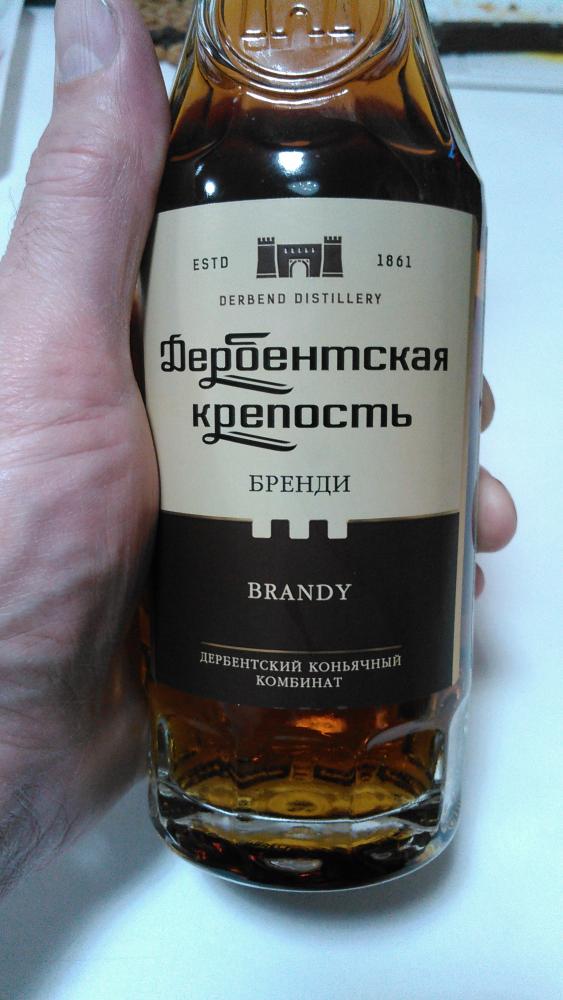 ESTD 1861
DERBEND DISTILLERY
Дербентская
крепость
БРЕНДИ
BRANDY
ДЕРБЕНТСКИЙ КОНЬЯЧНЫЙ
КОМБИНАТ